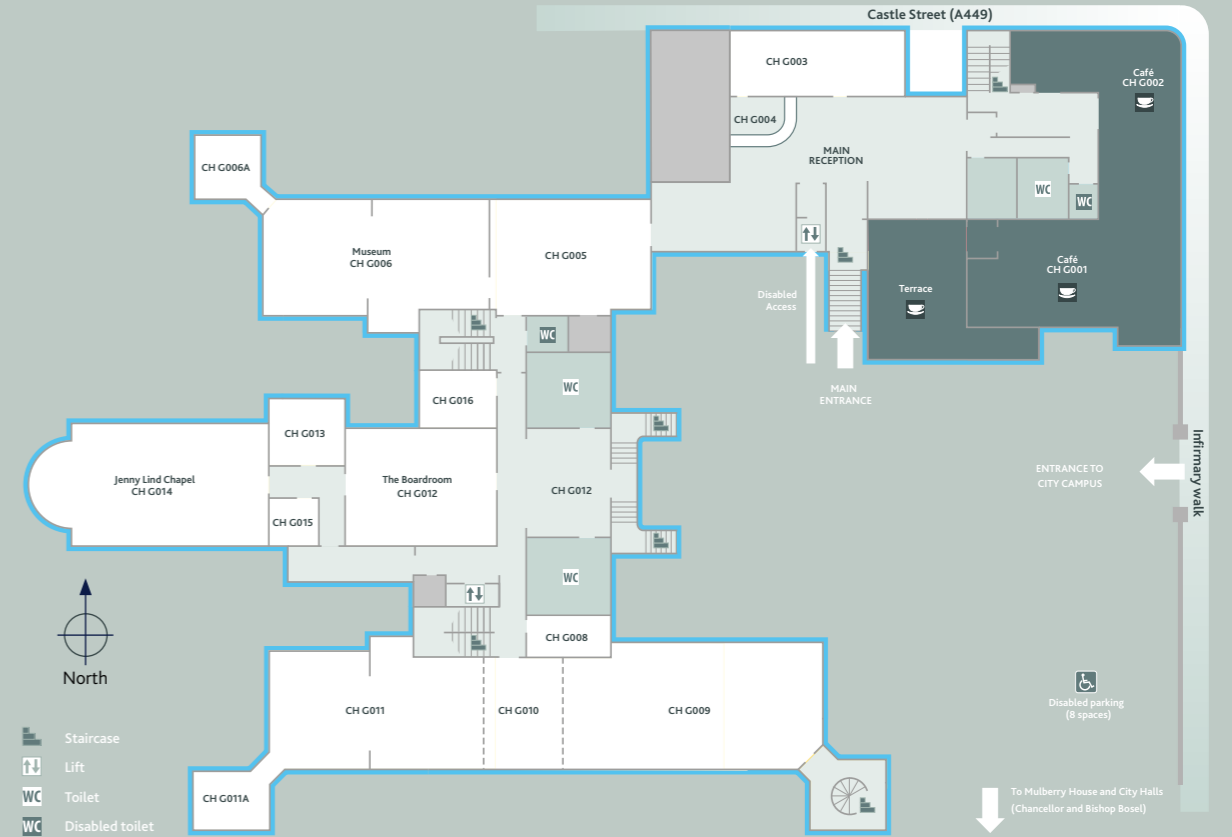 Castle Street (A449)
CH G003
Café
CH G002
CH G004
MAIN
RECEPTION
CH G006A
WC
WC
Museum
CH G006
CH G005
Café
CH G001
Terrace
Disabled
Access
WC
WC
MAIN
ENTRANCE
CH G016
CH G013
Infirmary walk
ENTRANCE TO
CITY CAMPUS
Jenny Lind Chapel
CH G014
The Boardroom
CH G012
CH G012
CH G015
WC
CH G008
North
Disabled parking
(8 spaces)
CH G011
CH G010
CH G009
Staircase
Lift
WC Toilet
WC Disabled toilet
CH G011A
To Mulberry House and City Halls
(Chancellor and Bishop Bosel)